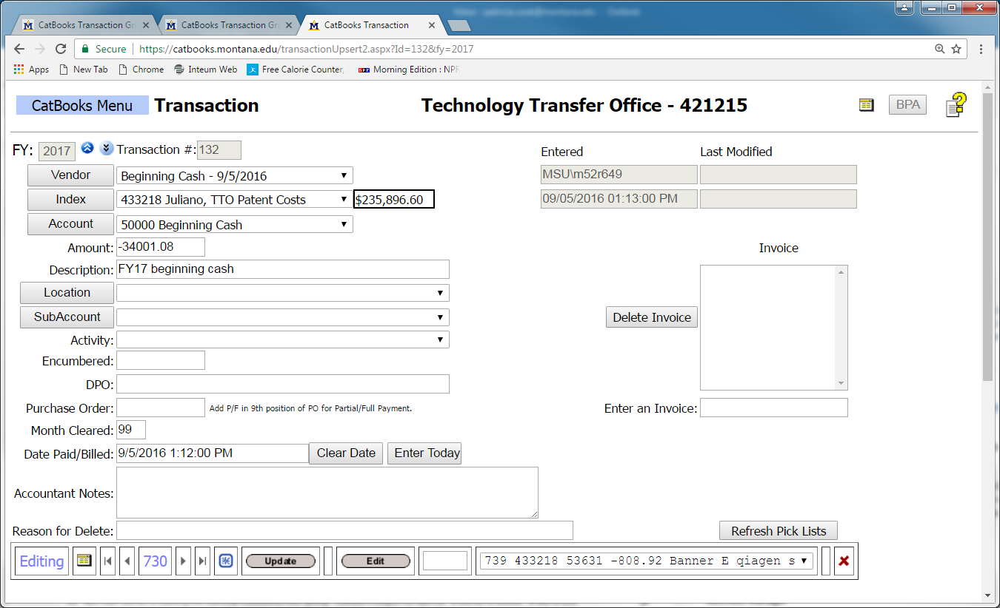 CatBooks Transaction Gri
CatBooks Transaction Gr
CatBooks Transaction
Secure
https://catbooks.montana.edu/transactionUpsert2.aspx?Id=132&fy=2017
Apps
New Tab
Chrome
Inteum Web
Free Calorie Counter,
npr
Morning Edition : NPR
CatBooks Menu
Transaction
Technology Transfer Office - 421215
BPA
FY: 2017
Transaction #: 132
Entered
Last Modified
Vendor
Beginning Cash - 9/5/2016
MSU\m52r649
Index
433218 Juliano, TTO Patent Costs
$235,896.60
09/05/2016 01:13:00 PM
Account
50000 Beginning Cash
Amount: -34001.08
Invoice
Description: FY17 beginning cash
Location
SubAccount
Delete Invoice
Activity:
Encumbered:
DPO:
Purchase Order:
Add P/F in 9th position of PO for Partial/Full Payment.
Enter an Invoice:
Month Cleared: 99
Date Paid/Billed: 9/5/2016 1:12:00 PM
Clear Date
Enter Today
Accountant Notes:
Reason for Delete:
Refresh Pick Lists
Editing
730
Update
Edit
739 433218 53631 -808.92 Banner E qiagen s